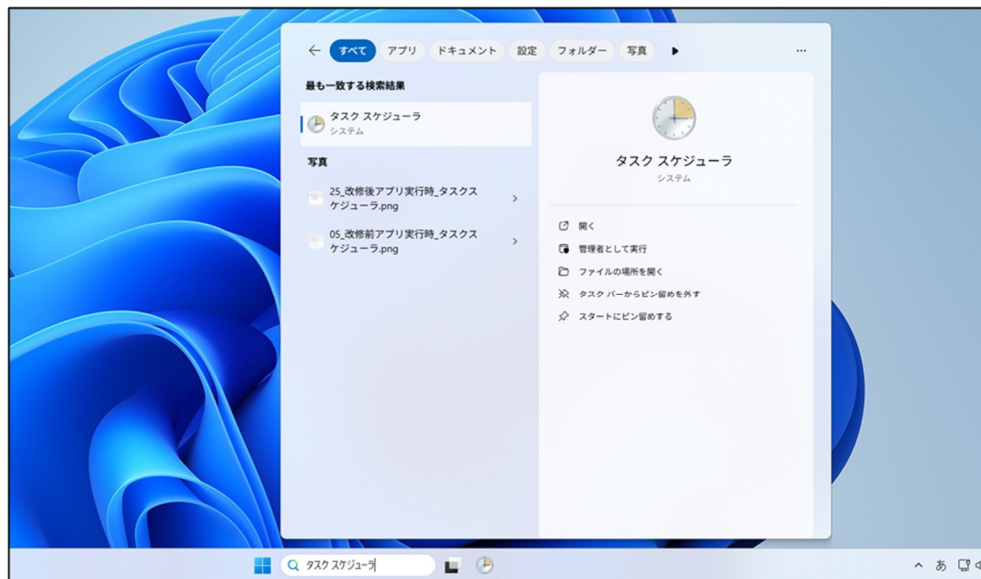 すべて アプリ ドキュメント 設定 フォルダー 写真
最も一致する検索結果
タスク スケジューラ
システム
写真
25_改修後アプリ実行時_タスクス
ケジューラ.png
05_改修前アプリ実行時_タスクス
ケジューラ.png
タスク スケジューラ
システム
開く
管理者として実行
ファイルの場所を開く
タスク バーからピン留めを外す
スタートにピン留めする
タスク スケジューラ
あ